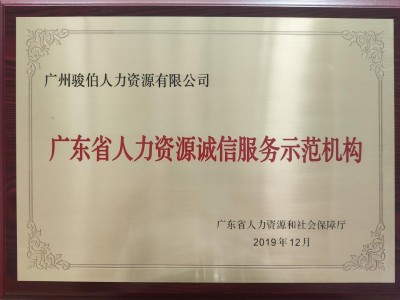 广州骏伯人力资源有限公司
广东省人力资源诚信服务示范机构
广东省人力资源和社会保障厅
2019年12月